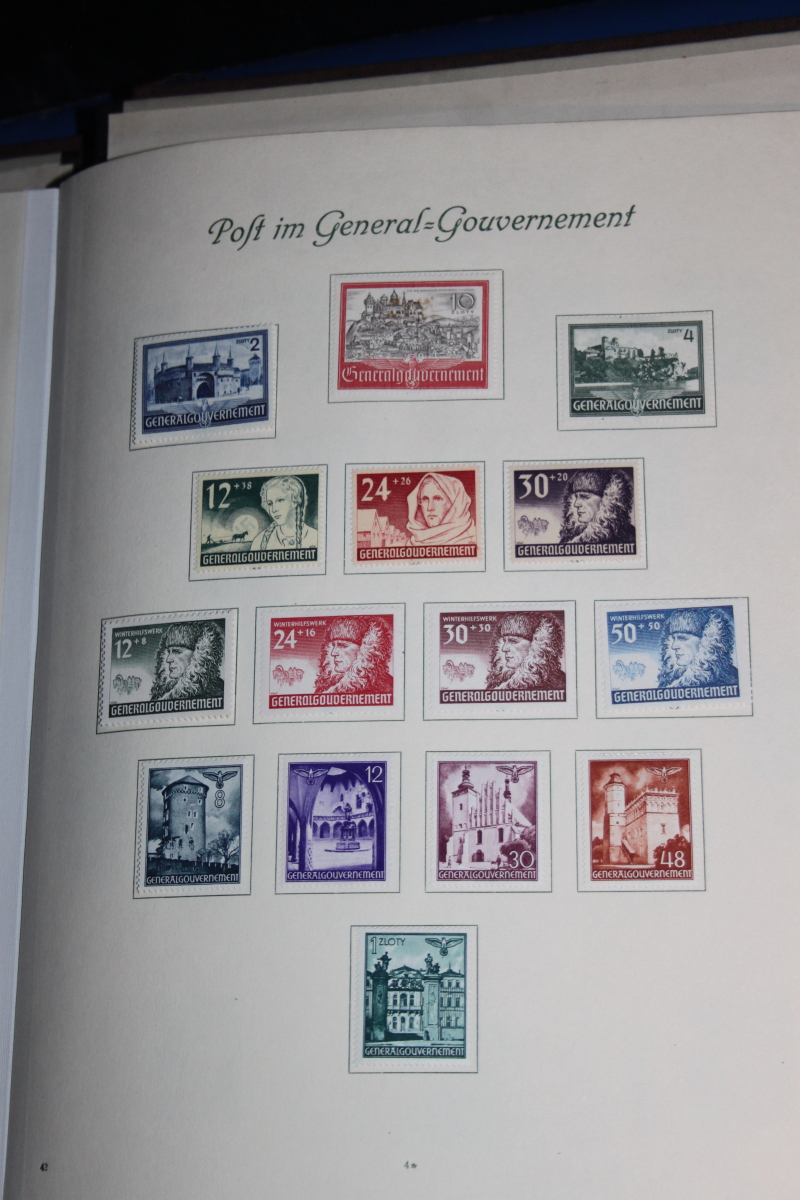 Post im General=Gouvernement
10
ZLOTY
Generalgouvernement
ZLOTY 2
GENERALGOUVERNEMENT
ZLOTY 4
GENERALGOUVERNEMENT
12 + 38
GENERALGOUVERNEMENT
24 + 26
GENERALGOUVERNEMENT
30 + 20
GENERALGOUVERNEMENT
WINTERHILFSWERK
12 + 8
GENERALGOUVERNEMENT
WINTERHILFSWERK
24 + 16
GENERALGOUVERNEMENT
WINTERHILFSWERK
30 + 30
GENERALGOUVERNEMENT
WINTERHILFSWERK
50 + 50
GENERALGOUVERNEMENT
8
GENERALGOUVERNEMENT
12
GENERALGOUVERNEMENT
30
GENERALGOUVERNEMENT
48
GENERALGOUVERNEMENT
1 ZLOTY
GENERALGOUVERNEMENT
42
4*